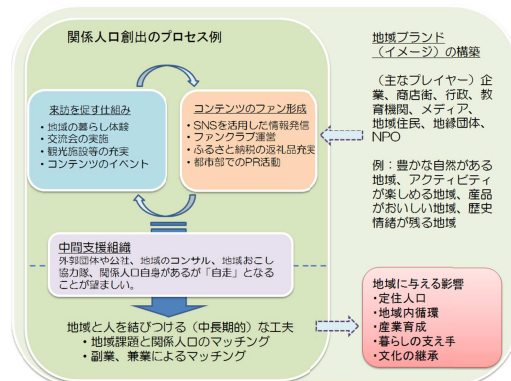 関係人口創出のプロセス例
来訪を促す仕組み
・地域の暮らし体験
・交流会の実施
・観光施設等の充実
・コンテンツのイベント
コンテンツのファン形成
・SNSを活用した情報発信
・ファンクラブ運営
・ふるさと納税の返礼品充実
・都市部でのPR活動
中間支援組織
外郭団体や公社、地域のコンサル、地域おこし
協力隊、関係人口自身があるが「自走」となる
ことが望ましい。
地域と人を結びつける（中長期的）な工夫
・地域課題と関係人口のマッチング
・副業、兼業によるマッチング
地域ブランド
（イメージ）の構築
（主なプレイヤー）企
業、商店街、行政、教
育機関、メディア、
地域住民、地縁団体、
NPO
例：豊かな自然がある
地域、アクティビティ
が楽しめる地域、産品
がおいしい地域、歴史
情緒が残る地域
地域に与える影響
・定住人口
・地域内循環
・産業育成
・暮らしの支え手
・文化の継承